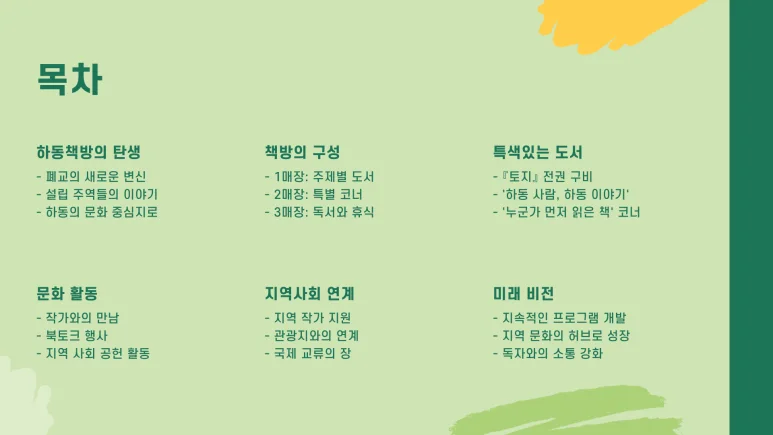 목차
하동책방의 탄생
- 폐교의 새로운 변신
- 설립 주역들의 이야기
- 하동의 문화 중심지로
책방의 구성
- 1매장: 주제별 도서
- 2매장: 특별 코너
- 3매장: 독서와 휴식
특색있는 도서
- 『토지』 전권 구비
- '하동 사람, 하동 이야기'
- '누군가 먼저 읽은 책' 코너
문화 활동
- 작가와의 만남
- 북토크 행사
- 지역 사회 공헌 활동
지역사회 연계
- 지역 작가 지원
- 관광지와의 연계
- 국제 교류의 장
미래 비전
- 지속적인 프로그램 개발
- 지역 문화의 허브로 성장
- 독자와의 소통 강화